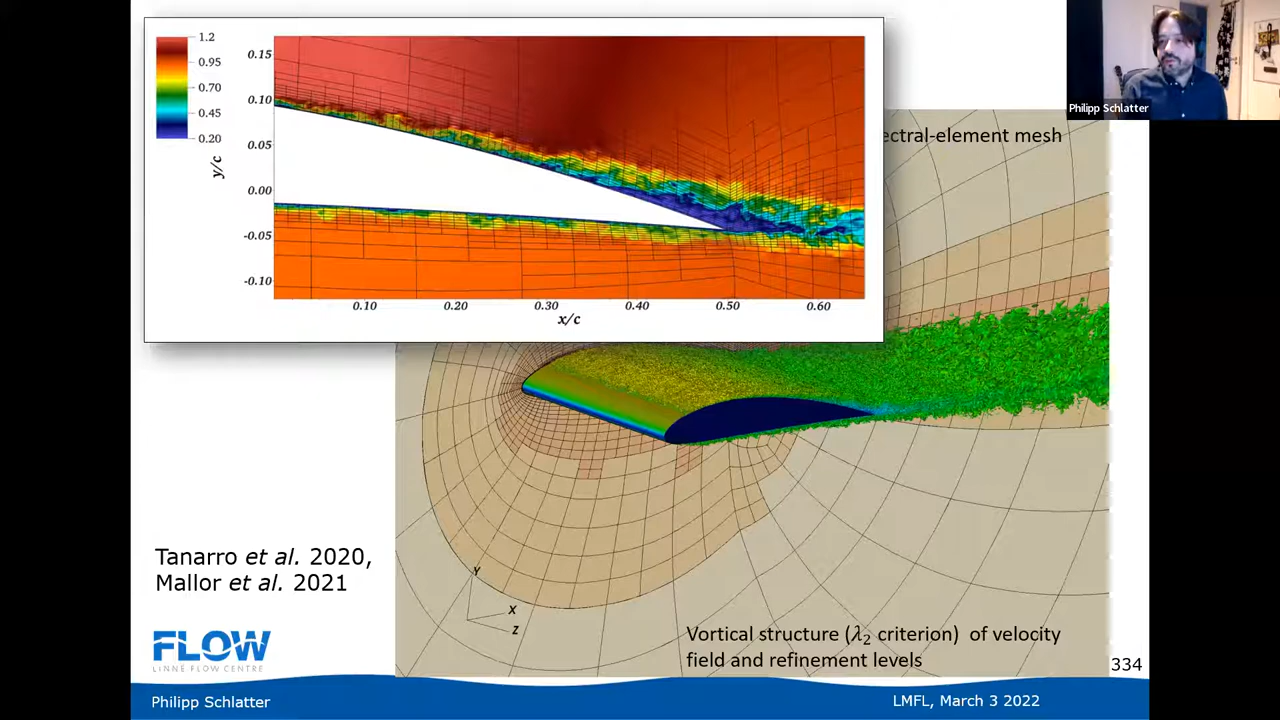 1.2
0.95
0.70
0.45
0.20
y/c
0.15
0.10
0.05
0.00
-0.05
-0.10
0.10
0.20
0.30
0.40
0.50
0.60
x/c
Philipp Schlatter
ectral-element mesh
Tanarro et al. 2020,
Mallor et al. 2021
Y
X
Z
Vortical structure (λ₂ criterion) of velocity
field and refinement levels
334
FLOW
LINNÉ FLOW CENTRE
Philipp Schlatter
LMFL, March 3 2022